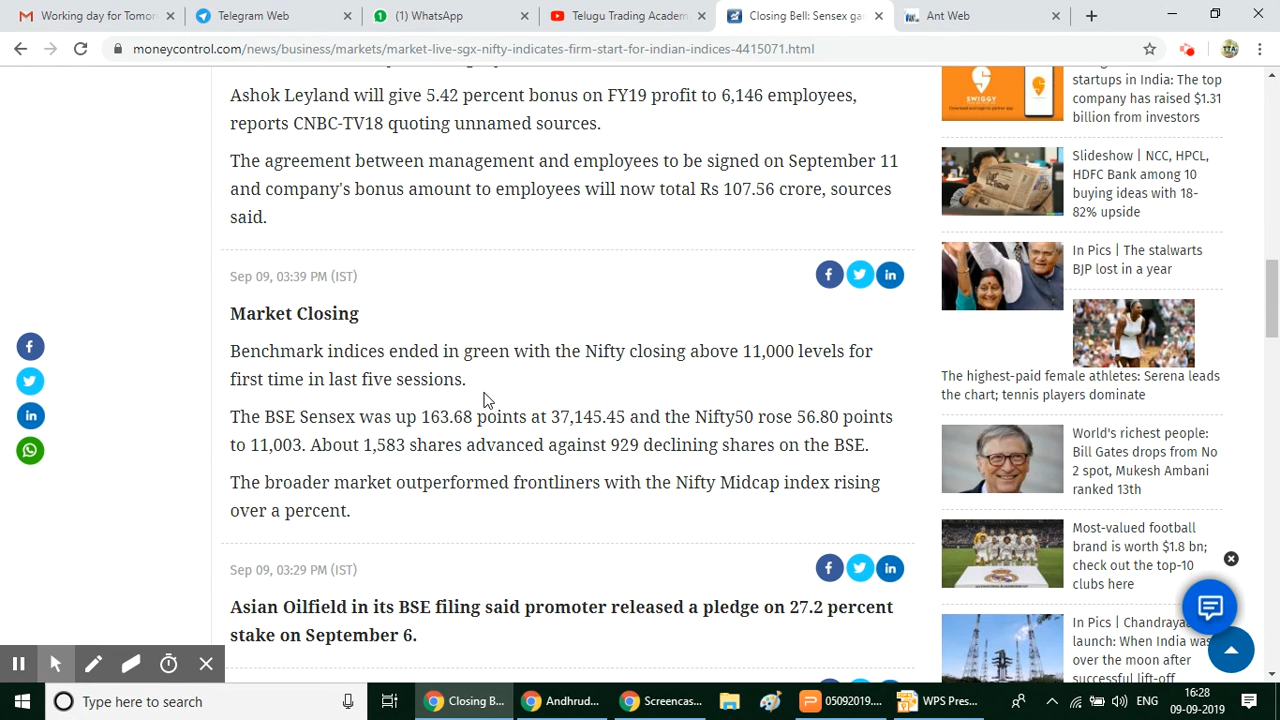 Working day for Tomor
Telegram Web
(1) WhatsApp
Telugu Trading Academ
Closing Bell: Sensex ga
Ant Web
moneycontrol.com/news/business/markets/market-live-sgx-nifty-indicates-firm-start-for-indian-indices-4415071.html
Ashok Leyland will give 5.42 percent bonus on FY19 profit to 6,146 employees,
reports CNBC-TV18 quoting unnamed sources.
The agreement between management and employees to be signed on September 11
and company's bonus amount to employees will now total Rs 107.56 crore, sources
said.
Sep 09, 03:39 PM (IST)
Market Closing
Benchmark indices ended in green with the Nifty closing above 11,000 levels for
first time in last five sessions.
The BSE Sensex was up 163.68 points at 37,145.45 and the Nifty50 rose 56.80 points
to 11,003. About 1,583 shares advanced against 929 declining shares on the BSE.
The broader market outperformed frontliners with the Nifty Midcap index rising
over a percent.
Sep 09, 03:29 PM (IST)
Asian Oilfield in its BSE filing said promoter released a pledge on 27.2 percent
stake on September 6.
SWIGGY
startups in India: The top
company has raised $1.31
billion from investors
Slideshow | NCC, HPCL,
HDFC Bank among 10
buying ideas with 18-
82% upside
In Pics | The stalwarts
BJP lost in a year
The highest-paid female athletes: Serena leads
the chart; tennis players dominate
World's richest people:
Bill Gates drops from No
2 spot, Mukesh Ambani
ranked 13th
Most-valued football
brand is worth $1.8 bn;
check out the top-10
clubs here
In Pics | Chandraya
launch: When India was
over the moon after
successful lift-off
Type here to search
Closing B...
Andhrud...
Screencas...
05092019...
WPS Pres...
ENG
16:28
09-09-2019